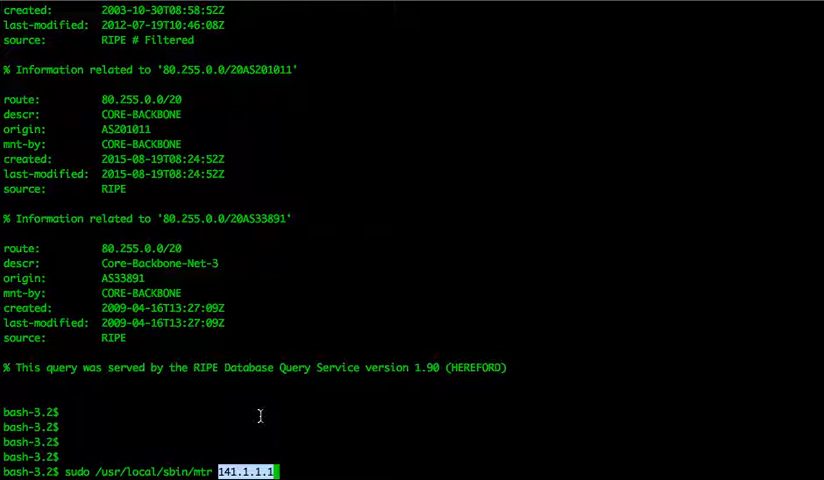 created: 2003-10-30T08:58:52Z
last-modified: 2012-07-19T10:46:08Z
source: RIPE # Filtered
% Information related to '80.255.0.0/20AS201011'
route: 80.255.0.0/20
descr: CORE-BACKBONE
origin: AS201011
mnt-by: CORE-BACKBONE
created: 2015-08-19T08:24:52Z
last-modified: 2015-08-19T08:24:52Z
source: RIPE
% Information related to '80.255.0.0/20AS33891'
route: 80.255.0.0/20
descr: Core-Backbone-Net-3
origin: AS33891
mnt-by: CORE-BACKBONE
created: 2009-04-16T13:27:09Z
last-modified: 2009-04-16T13:27:09Z
source: RIPE
% This query was served by the RIPE Database Query Service version 1.90 (HEREFORD)
bash-3.2$
bash-3.2$
bash-3.2$
bash-3.2$
bash-3.2$ sudo /usr/local/sbin/mtr 141.1.1.1